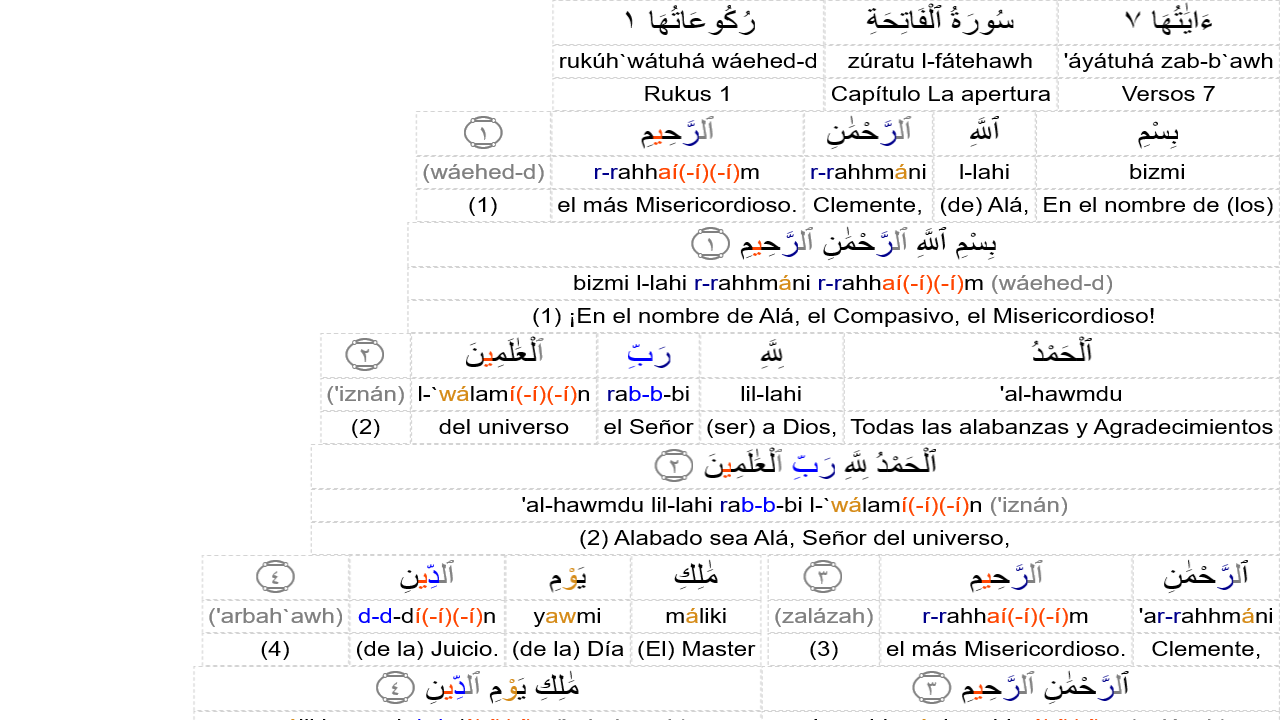 ءَايَٰتُهَا ٧ سُورَةُ ٱلْفَاتِحَةِ رُكُوعَاتُهَا ١
'áyátuhá zab-b`awh zúratu l-fátehawh rukúh`wátuhá wáehed-d
Versos 7 Capítulo La apertura Rukus 1
بِسْمِ ٱللَّهِ ٱلرَّحْمَٰنِ ٱلرَّحِيمِ ١
bizmi l-lahi r-rahhmáni r-rahhaí(-í)(-í)m (wáehed-d)
En el nombre de (los) (de) Alá, Clemente, el más Misericordioso. (1)
بِسْمِ ٱللَّهِ ٱلرَّحْمَٰنِ ٱلرَّحِيمِ ١
bizmi l-lahi r-rahhmáni r-rahhaí(-í)(-í)m (wáehed-d)
(1) ¡En el nombre de Alá, el Compasivo, el Misericordioso!
ٱلْحَمْدُ لِلَّهِ رَبِّ ٱلْعَٰلَمِينَ ٢
'al-hawmdu lil-lahi rab-b-bi l-`wálamí(-í)(-í)n ('iznán)
Todas las alabanzas y Agradecimientos (ser) a Dios, el Señor del universo (2)
ٱلْحَمْدُ لِلَّهِ رَبِّ ٱلْعَٰلَمِينَ ٢
'al-hawmdu lil-lahi rab-b-bi l-`wálamí(-í)(-í)n ('iznán)
(2) Alabado sea Alá, Señor del universo,
ٱلرَّحْمَٰنِ ٱلرَّحِيمِ ٣ مَٰلِكِ يَوْمِ ٱلدِّينِ ٤
'ar-rahhmáni r-rahhaí(-í)(-í)m (zalázah) máliki yawmi d-d-dí(-í)(-í)n ('arbah`awh)
Clemente, el más Misericordioso. (3) (El) Master (de la) Día (de la) Juicio. (4)
ٱلرَّحْمَٰنِ ٱلرَّحِيمِ ٣ مَٰلِكِ يَوْمِ ٱلدِّينِ ٤